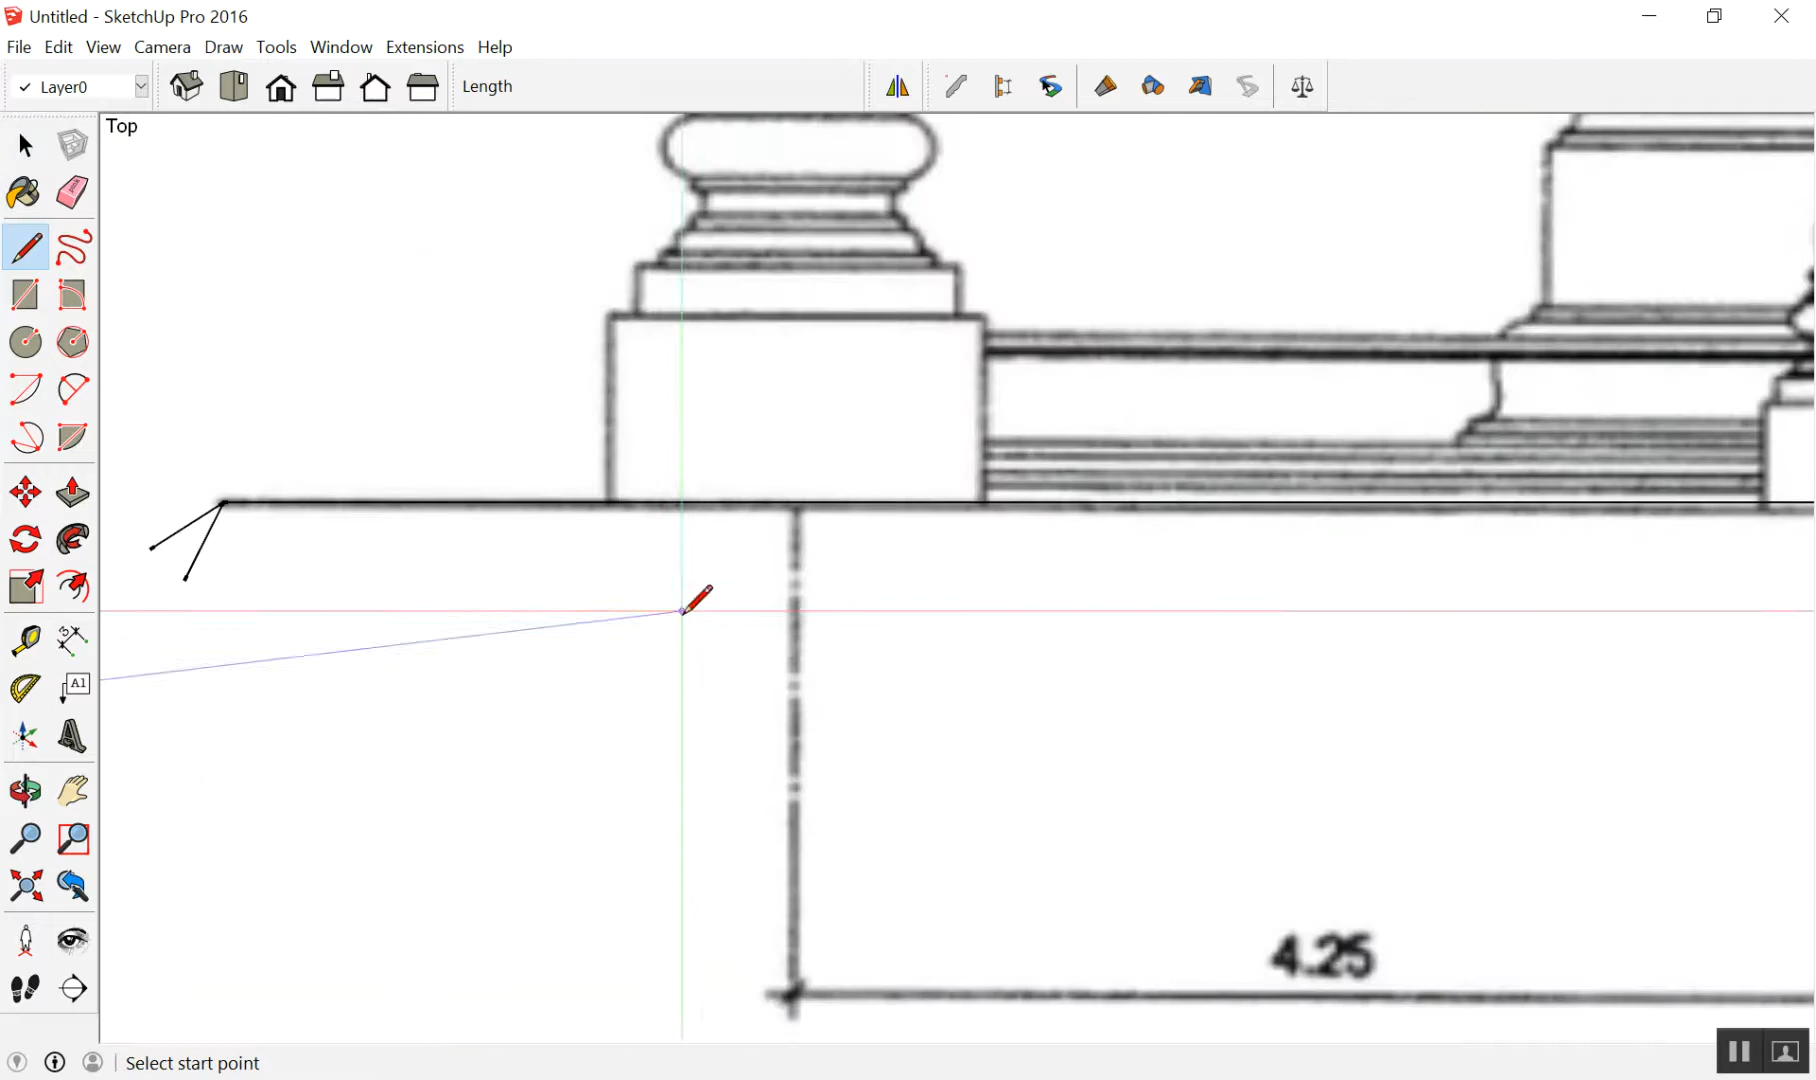 Untitled - SketchUp Pro 2016
File Edit View Camera Draw Tools Window Extensions Help
Layer0 Length
Top
A1
4.25
Select start point